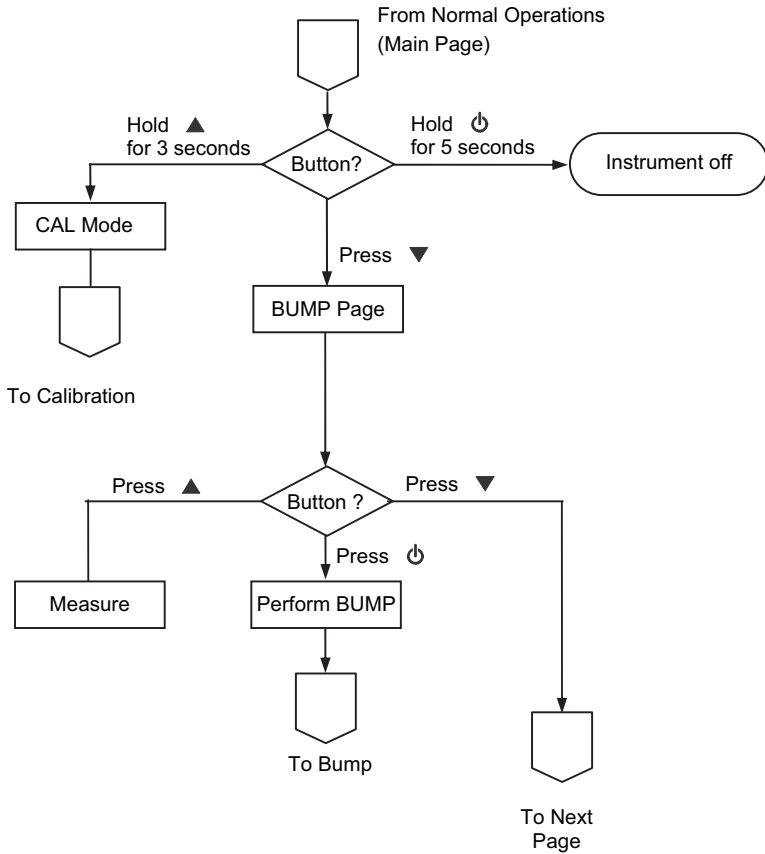 From Normal Operations
(Main Page)
Hold ▲
for 3 seconds
Button?
Hold ⏻
for 5 seconds
Instrument off
CAL Mode
Press ▼
BUMP Page
To Calibration
Press ▲
Button ?
Press ▼
Press ⏻
Measure
Perform BUMP
To Bump
To Next
Page